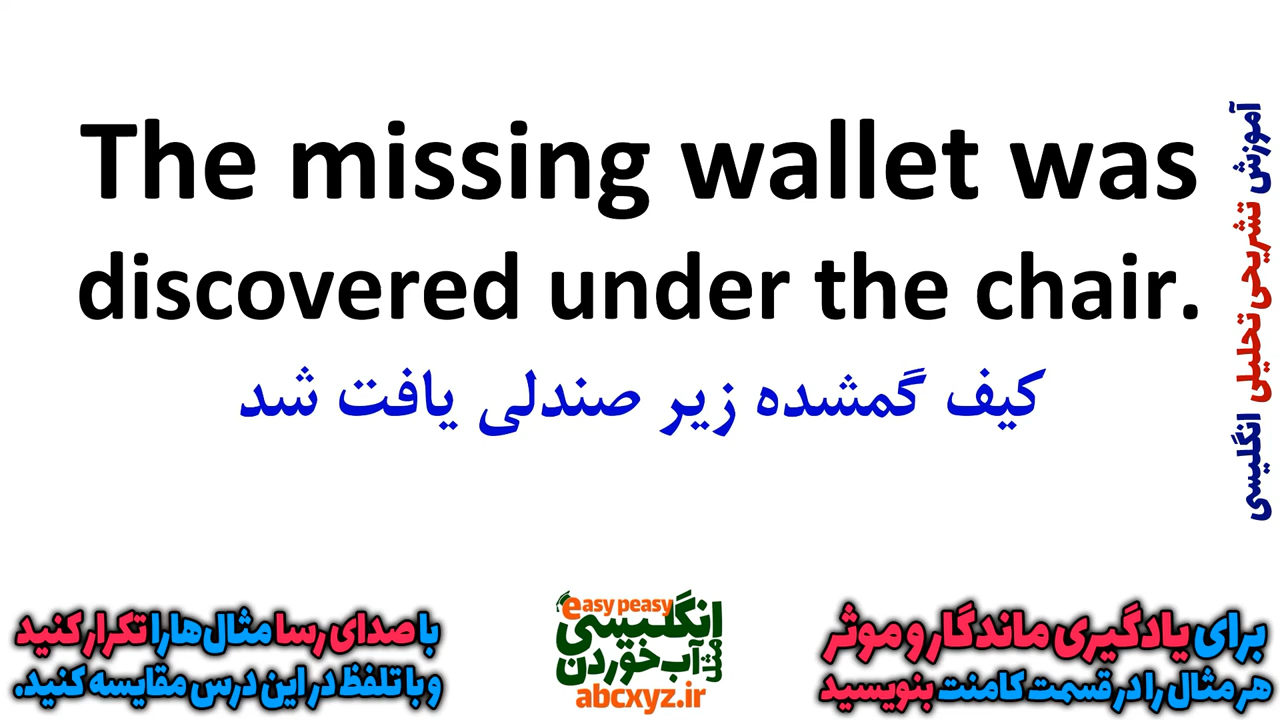 The missing wallet was
discovered under the chair.
کیف گمشده زیر صندلی یافت شد
آموزش تشریحی تحلیلی انگلیسی
برای یادگیری ماندگار و موثر
هر مثال را در قسمت کامنت بنویسید
easy peasy
انگلیسی
مثل آب خوردن
abcxyz.ir
با صدای رسا مثال‌ها را تکرار کنید
و با تلفظ در این درس مقایسه کنید.